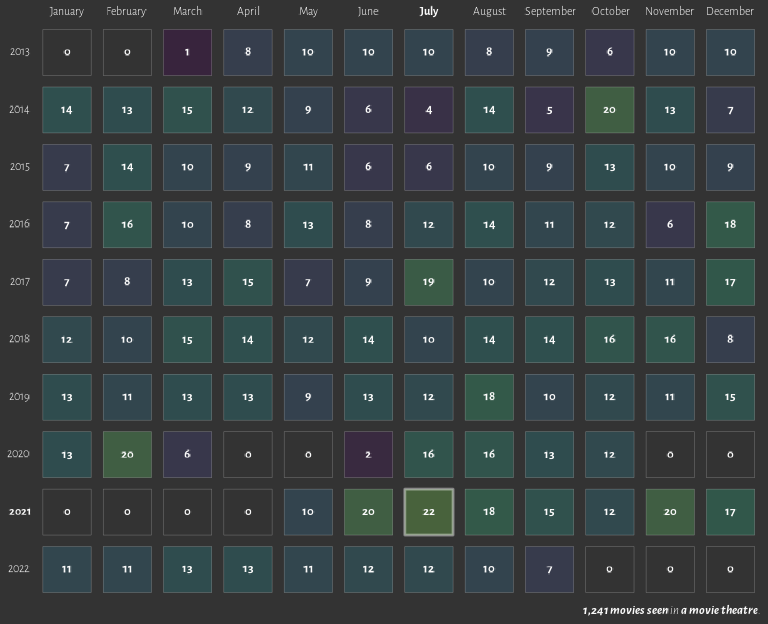 January February March April May June July August September October November December
2013 0 0 1 8 10 10 10 8 9 6 10 10
2014 14 13 15 12 9 6 4 14 5 20 13 7
2015 7 14 10 9 11 6 6 10 9 13 10 9
2016 7 16 10 8 13 8 12 14 11 12 6 18
2017 7 8 13 15 7 9 19 10 12 13 11 17
2018 12 10 15 14 12 14 10 14 14 16 16 8
2019 13 11 13 13 9 13 12 18 10 12 11 15
2020 13 20 6 0 0 2 16 16 13 12 0 0
2021 0 0 0 0 10 20 22 18 15 12 20 17
2022 11 11 13 13 11 12 12 10 7 0 0 0
1,241 movies seen in a movie theatre.